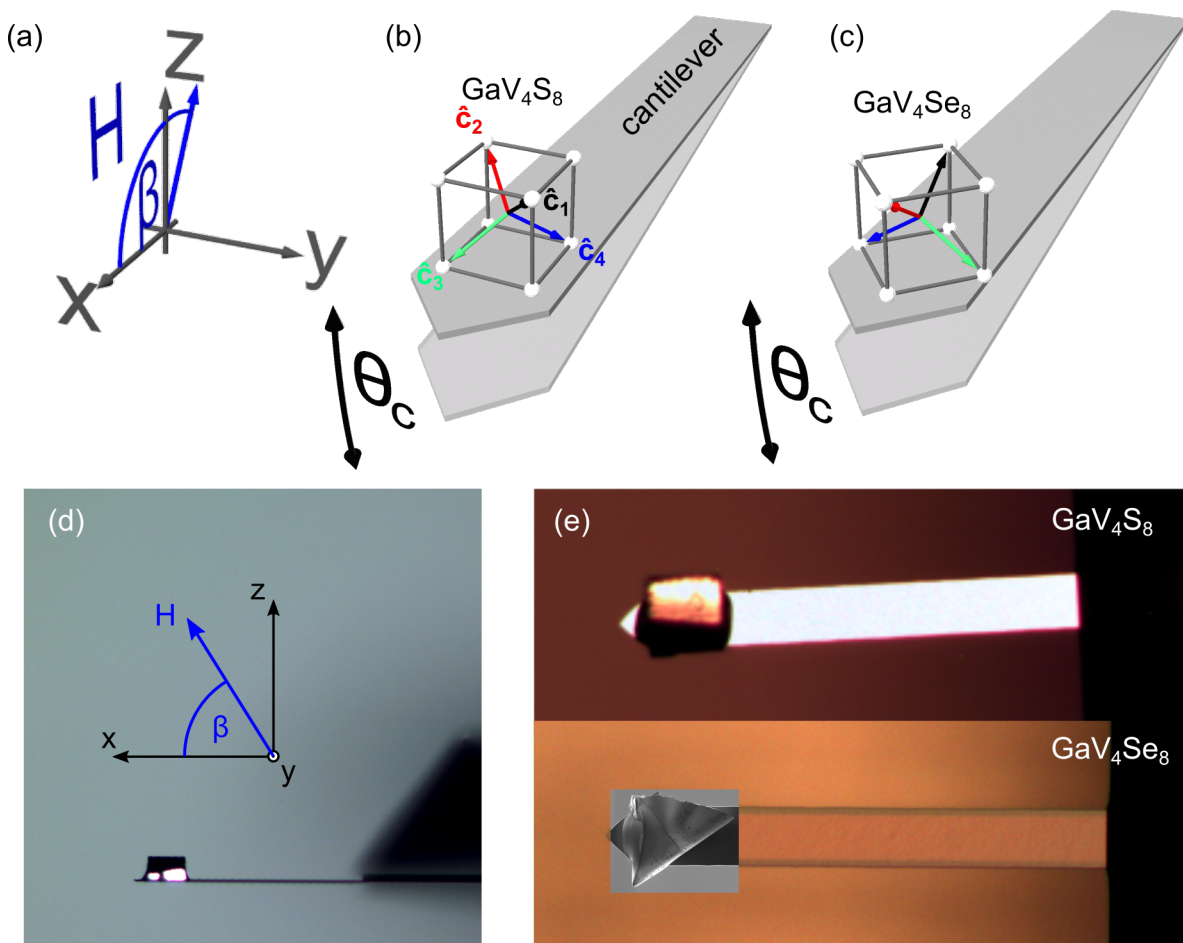 (a)
Z
H
β
y
x
(b)
GaV₄S₈
cantilever
ĉ₂
ĉ₁
ĉ₃
ĉ₄
θc
(c)
GaV₄Se₈
θc
(d)
H
z
β
x
y
(e)
GaV₄S₈
GaV₄Se₈